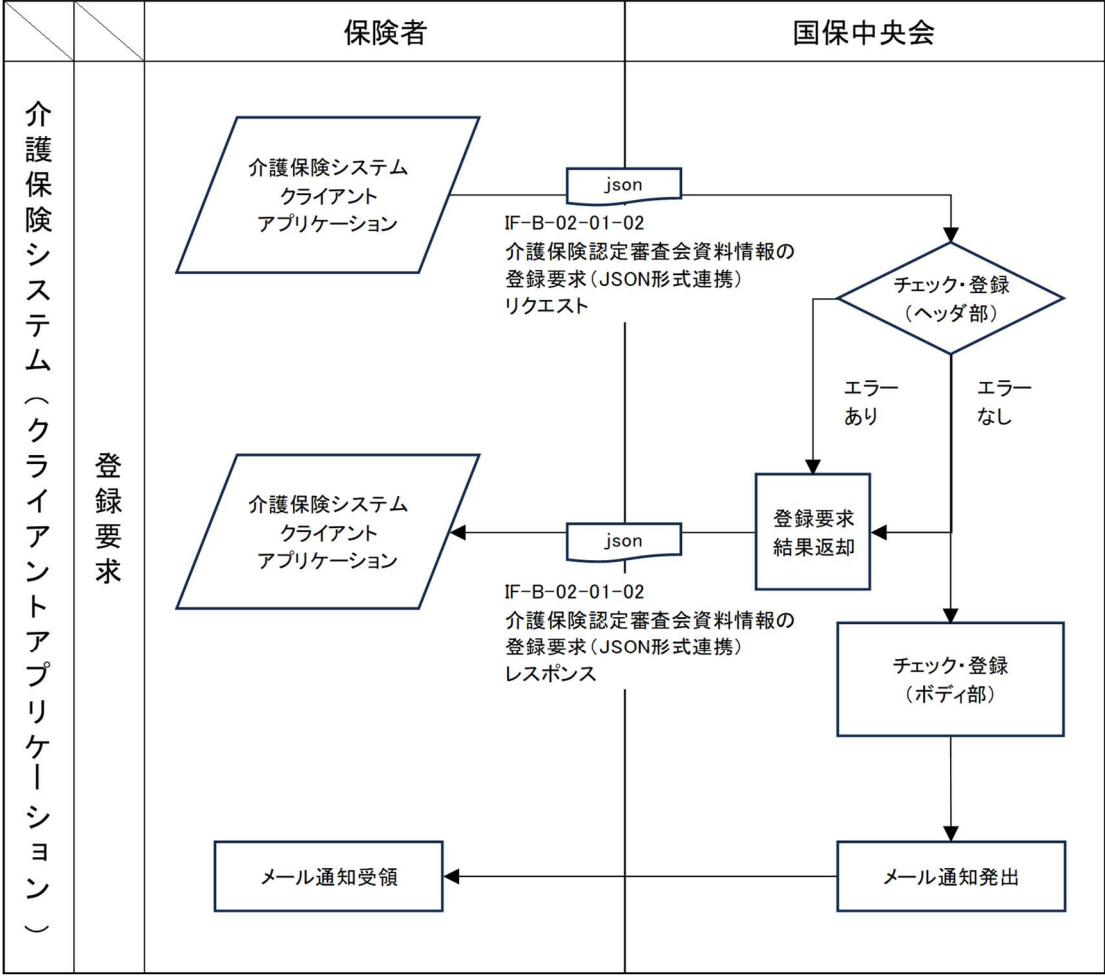 保険者
国保中央会
介護保険システム（クライアントアプリケーション）
登録要求
介護保険システム
クライアント
アプリケーション
json
IF-B-02-01-02
介護保険認定審査会資料情報の
登録要求（JSON形式連携）
リクエスト
チェック・登録
（ヘッダ部）
エラー
あり
エラー
なし
介護保険システム
クライアント
アプリケーション
json
登録要求
結果返却
IF-B-02-01-02
介護保険認定審査会資料情報の
登録要求（JSON形式連携）
レスポンス
チェック・登録
（ボディ部）
メール通知受領
メール通知発出